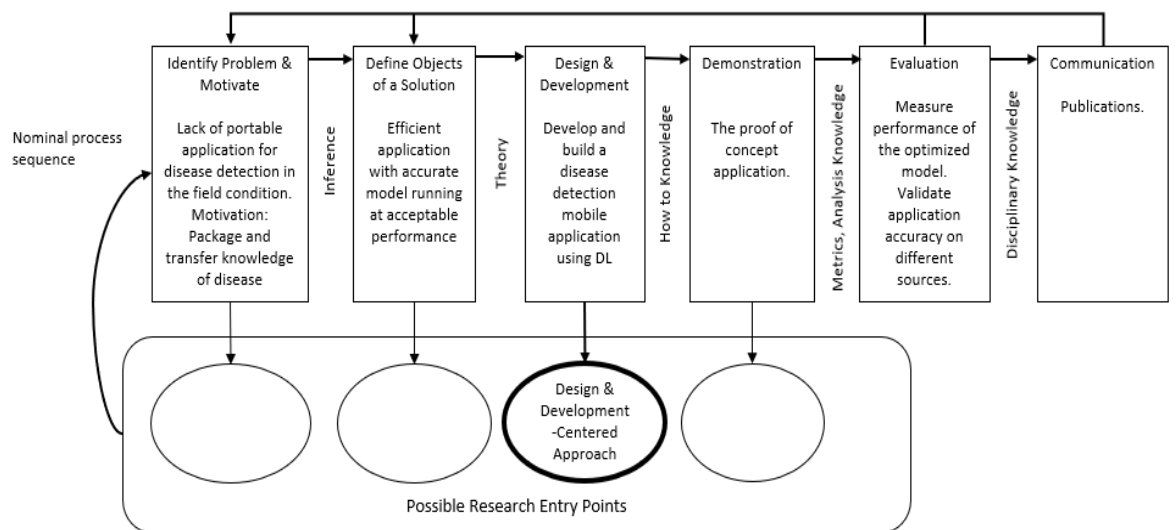 Nominal process
sequence
Identify Problem &
Motivate
Lack of portable
application for
disease detection in
the field condition.
Motivation:
Package and
transfer knowledge
of disease
Inference
Define Objects
of a Solution
Efficient
application
with accurate
model running
at acceptable
performance
Theory
Design &
Development
Develop and
build a
disease
detection
mobile
application
using DL
How to Knowledge
Demonstration
The proof of
concept
application.
Metrics, Analysis Knowledge
Evaluation
Measure
performance of
the optimized
model.
Validate
application
accuracy on
different
sources.
Disciplinary Knowledge
Communication
Publications.
Design &
Development
-Centered
Approach
Possible Research Entry Points